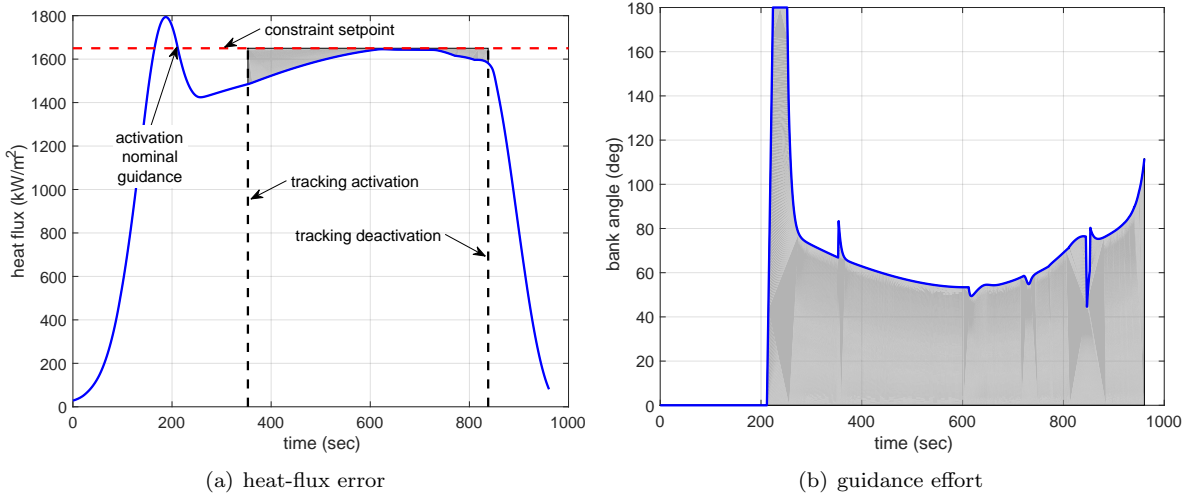 1800
1600
1400
1200
1000
800
600
400
200
0
heat flux (kW/m²)
constraint setpoint
activation
nominal
guidance
tracking activation
tracking deactivation
0 200 400 600 800 1000
time (sec)
(a) heat-flux error
180
160
140
120
100
80
60
40
20
0
bank angle (deg)
0 200 400 600 800 1000
time (sec)
(b) guidance effort